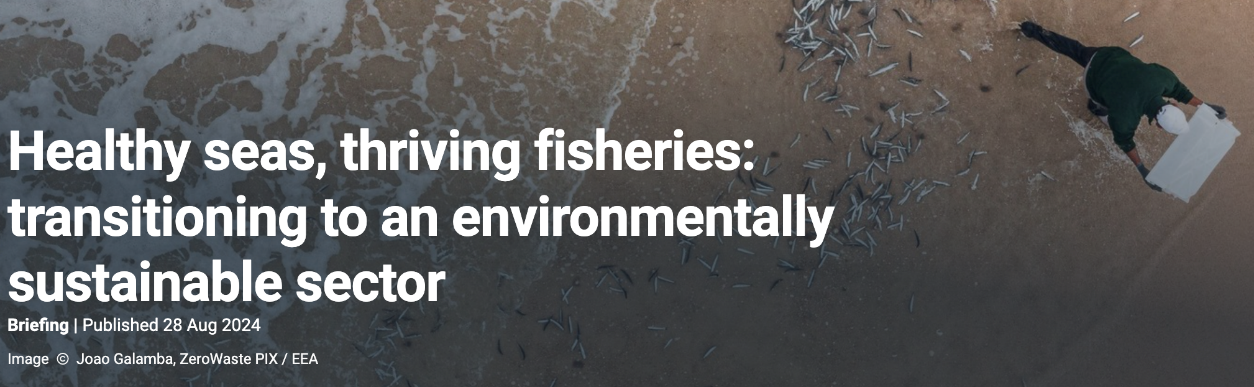 Healthy seas, thriving fisheries:
transitioning to an environmentally
sustainable sector
Briefing | Published 28 Aug 2024
Image © Joao Galamba, ZeroWaste PIX / EEA